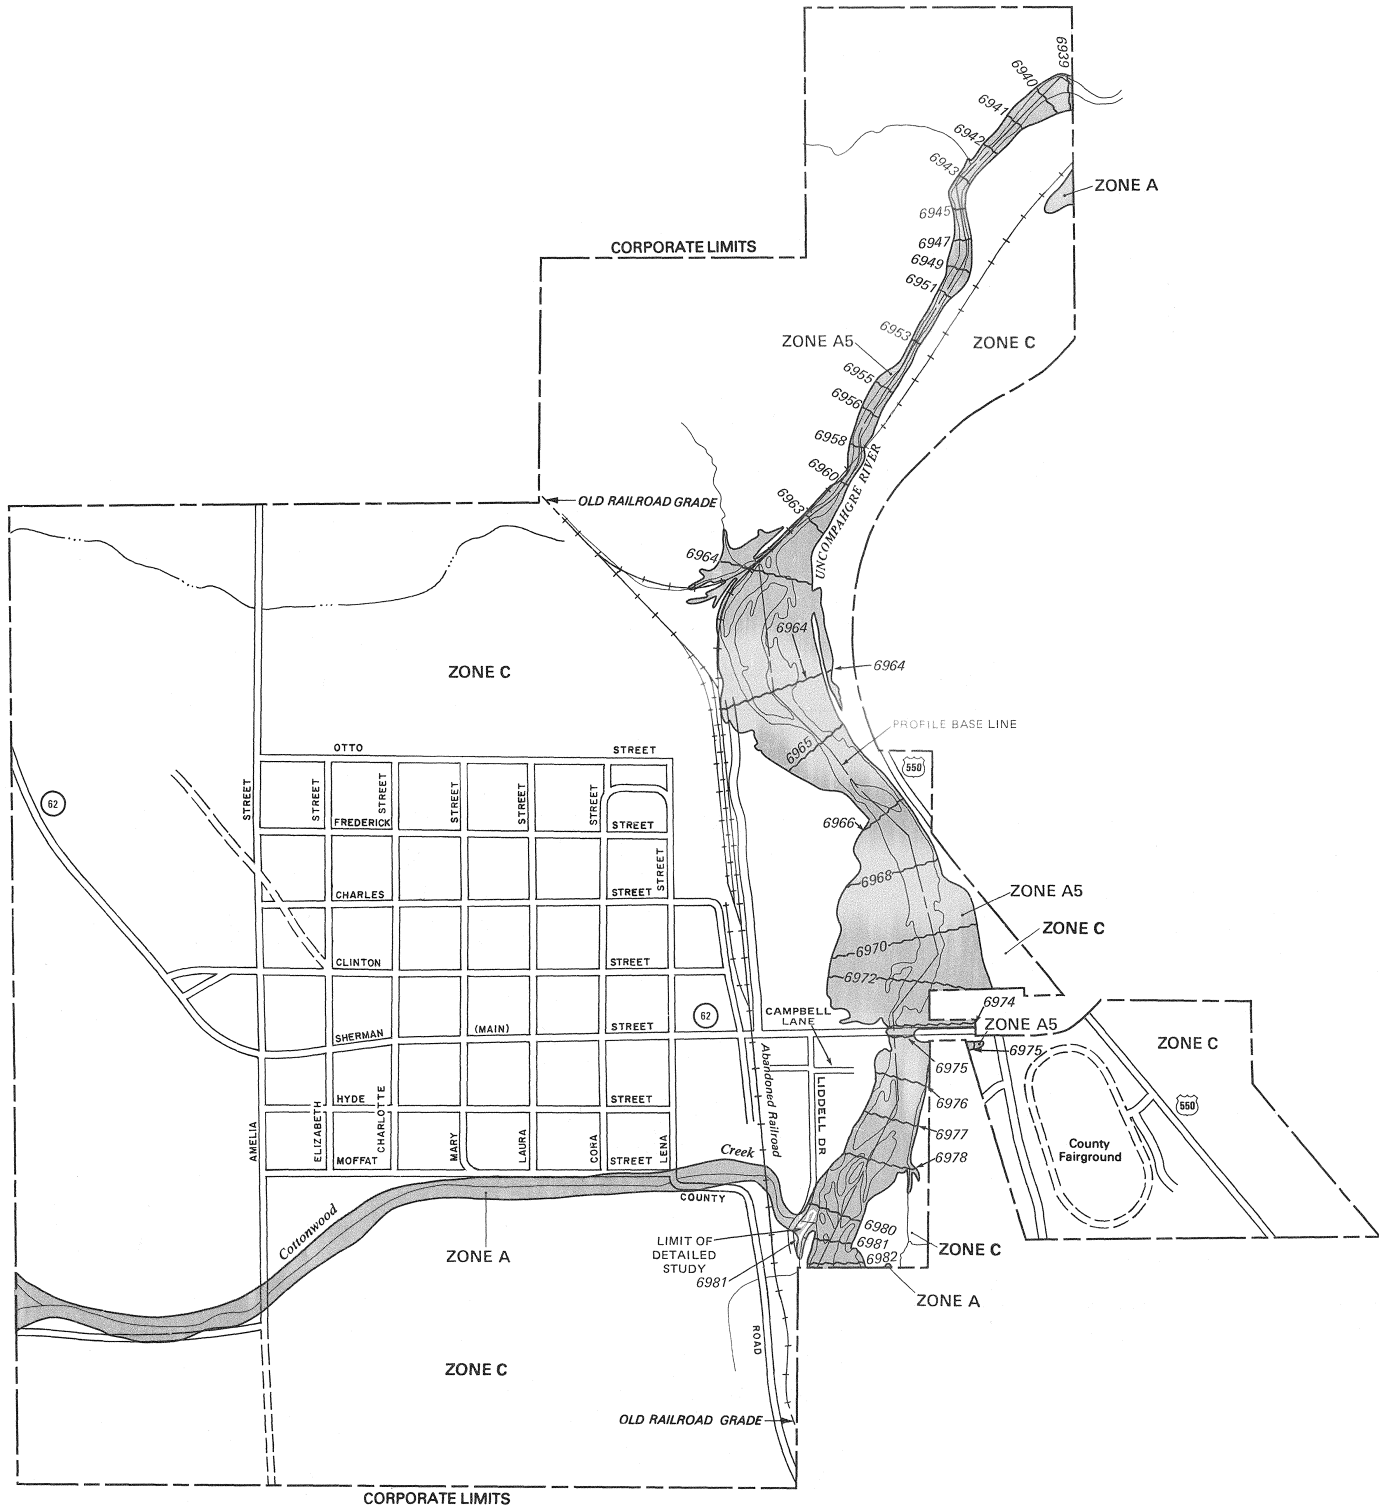 6939
6940
6941
6942
6943
ZONE A
6945
6947
CORPORATE LIMITS
6949
6951
6953
ZONE A5
ZONE C
6955
6956
6958
6960
UNCOMPAHGRE RIVER
OLD RAILROAD GRADE
6963
6964
6964
6964
ZONE C
PROFILE BASE LINE
6965
OTTO
STREET
550
STREET
STREET
STREET
STREET
STREET
STREET
62
FREDERICK
STREET
6966
STREET
6968
CHARLES
STREET
ZONE A5
ZONE C
6970
CLINTON
STREET
6972
6974
62
CAMPBELL
LANE
SHERMAN
(MAIN)
STREET
ZONE A5
6975
6975
ZONE C
Abandoned Railroad
LIDDELL DR
HYDE
STREET
6976
550
AMELIA
ELIZABETH
CHARLOTTE
MARY
LAURA
CORA
LENA
6977
County
Fairground
MOFFAT
STREET
Creek
6978
COUNTY
Cottonwood
6980
LIMIT OF
DETAILED
STUDY
6981
6981
6982
ZONE C
ZONE A
ZONE A
ROAD
ZONE C
OLD RAILROAD GRADE
CORPORATE LIMITS